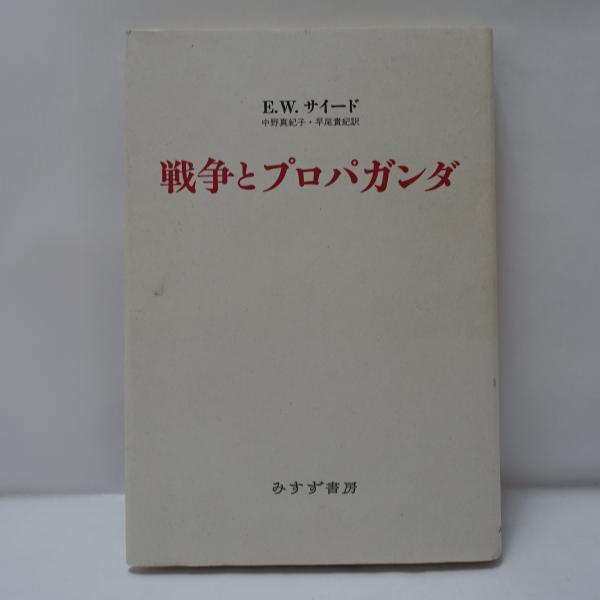 E.W. サイード
中野真紀子・早尾貴紀訳
戦争とプロパガンダ
みすず書房